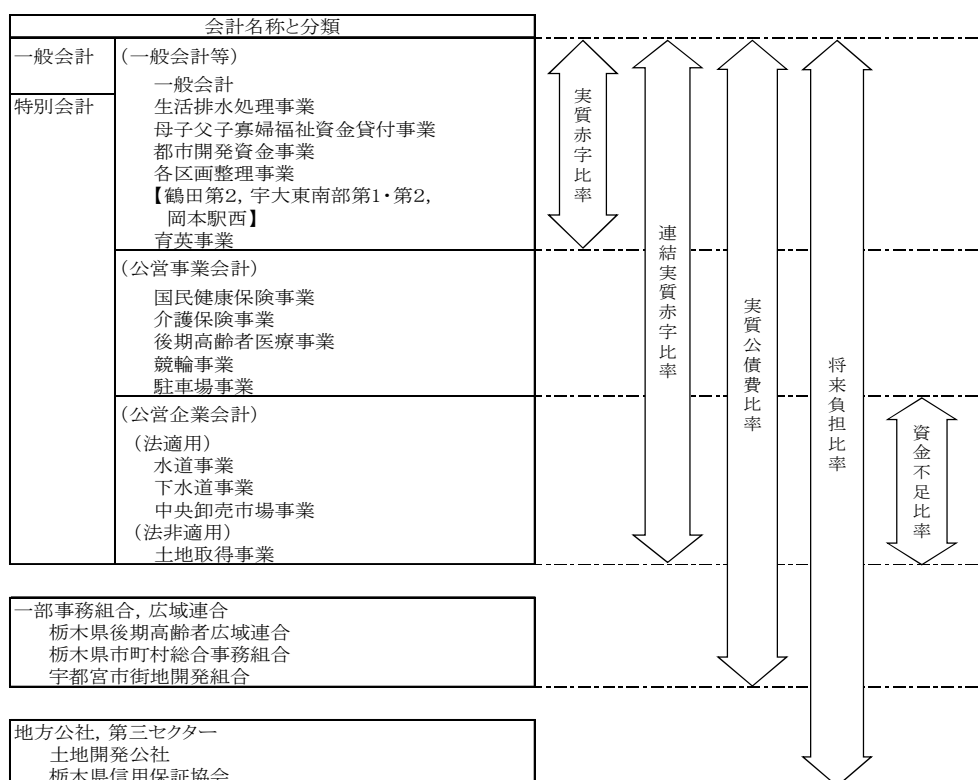 会計名称と分類
一般会計
(一般会計等)
一般会計
特別会計
生活排水処理事業
母子父子寡婦福祉資金貸付事業
都市開発資金事業
各区画整理事業
【鶴田第2, 宇大東南部第1・第2,
岡本駅西】
育英事業
(公営事業会計)
国民健康保険事業
介護保険事業
後期高齢者医療事業
競輪事業
駐車場事業
(公営企業会計)
(法適用)
水道事業
下水道事業
中央卸売市場事業
(法非適用)
土地取得事業
一部事務組合, 広域連合
栃木県後期高齢者広域連合
栃木県市町村総合事務組合
宇都宮市街地開発組合
地方公社, 第三セクター
土地開発公社
栃木県信用保証協会
実質赤字比率
連結実質赤字比率
実質公債費比率
将来負担比率
資金不足比率